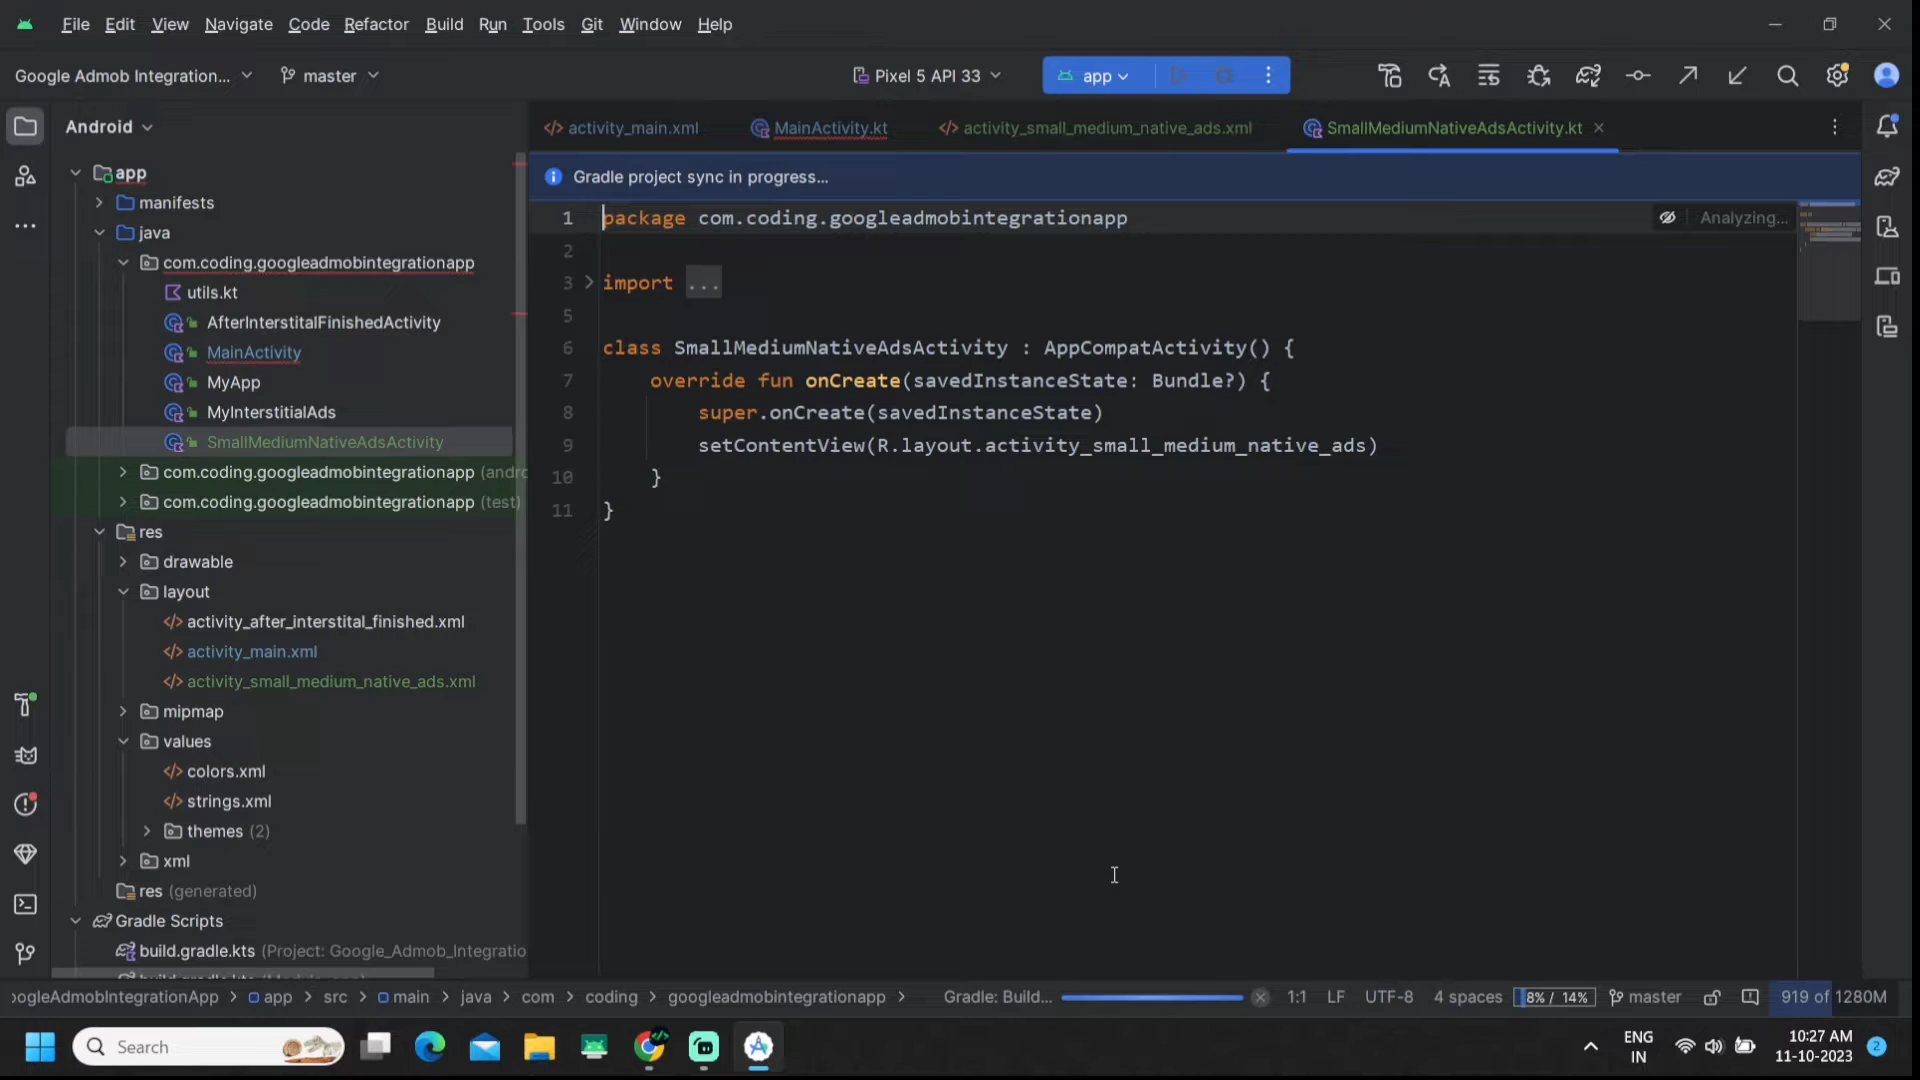 File Edit View Navigate Code Refactor Build Run Tools Git Window Help
Google Admob Integration... master Pixel 5 API 33 app
Android
activity_main.xml MainActivity.kt activity_small_medium_native_ads.xml SmallMediumNativeAdsActivity.kt
Gradle project sync in progress...
app
manifests
java
com.coding.googleadmobintegrationapp
utils.kt
AfterInterstitalFinishedActivity
MainActivity
MyApp
MyInterstitialAds
SmallMediumNativeAdsActivity
com.coding.googleadmobintegrationapp (andro
com.coding.googleadmobintegrationapp (test)
res
drawable
layout
activity_after_interstital_finished.xml
activity_main.xml
activity_small_medium_native_ads.xml
mipmap
values
colors.xml
strings.xml
themes (2)
xml
res (generated)
Gradle Scripts
build.gradle.kts (Project: Google_Admob_Integratio
1 package com.coding.googleadmobintegrationapp
Analyzing...
2
3 import ...
5
6 class SmallMediumNativeAdsActivity : AppCompatActivity() {
7 override fun onCreate(savedInstanceState: Bundle?) {
8 super.onCreate(savedInstanceState)
9 setContentView(R.layout.activity_small_medium_native_ads)
10 }
11 }
oogleAdmobIntegrationApp > app > src > main > java > com > coding > googleadmobintegrationapp > Gradle: Build... 1:1 LF UTF-8 4 spaces 8% / 14% master 919 of 1280M
Search
ENG
IN
10:27 AM
11-10-2023
2